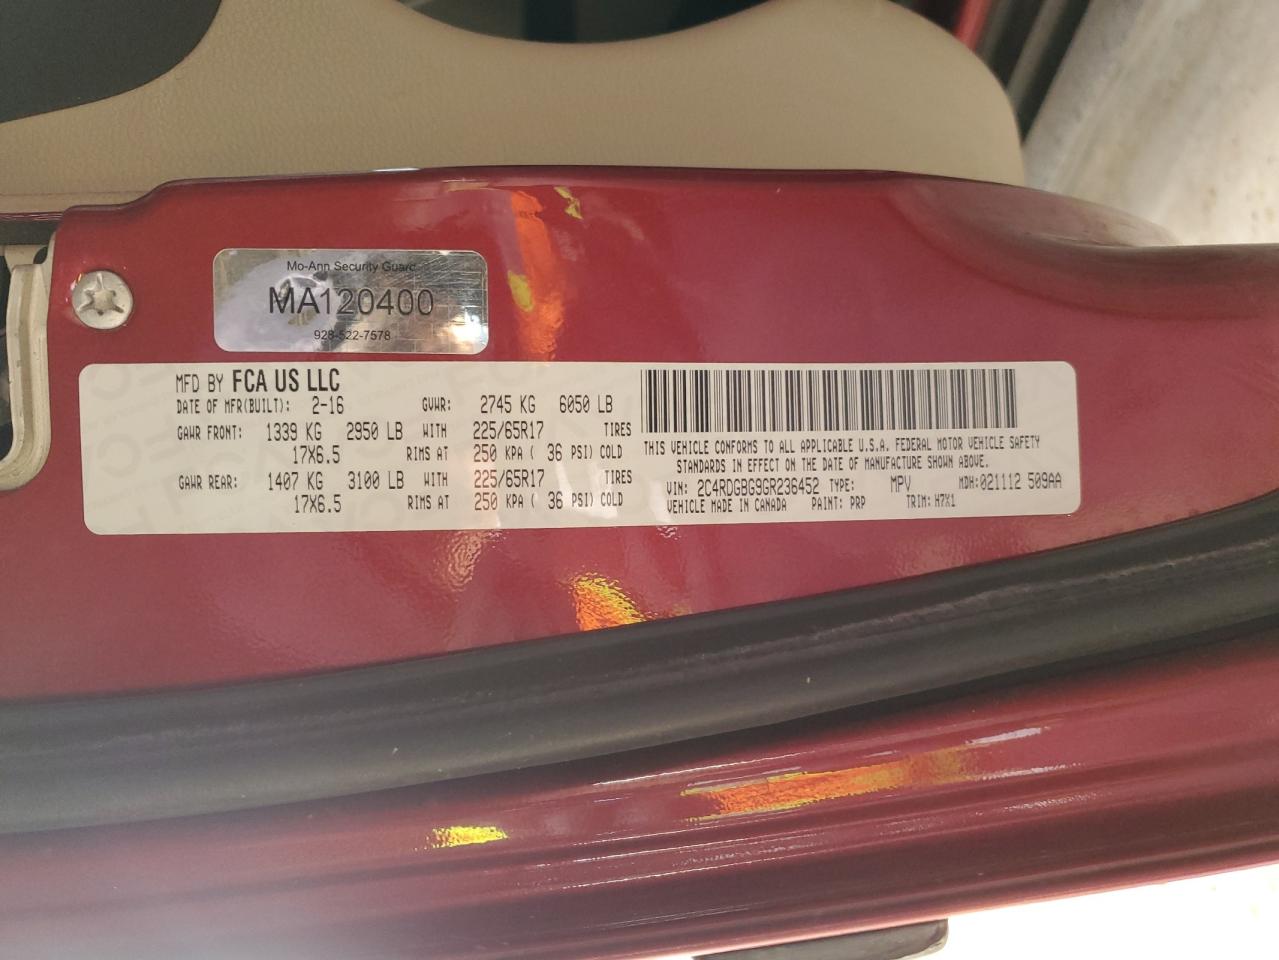 Mo-Ann Security Guard
MA120400
928-522-7578
MFD BY FCA US LLC
DATE OF MFR(BUILT): 2-16 GVWR: 2745 KG 6050 LB
GAWR FRONT: 1339 KG 2950 LB WITH 225/65R17 TIRES
17X6.5 RIMS AT 250 KPA ( 36 PSI) COLD
GAWR REAR: 1407 KG 3100 LB WITH 225/65R17 TIRES
17X6.5 RIMS AT 250 KPA ( 36 PSI) COLD
THIS VEHICLE CONFORMS TO ALL APPLICABLE U.S.A. FEDERAL MOTOR VEHICLE SAFETY
STANDARDS IN EFFECT ON THE DATE OF MANUFACTURE SHOWN ABOVE.
VIN: 2C4RDGBG9GR236452 TYPE: MPV MDH:021112 509AA
VEHICLE MADE IN CANADA PAINT: PRP TRIM: H7X1